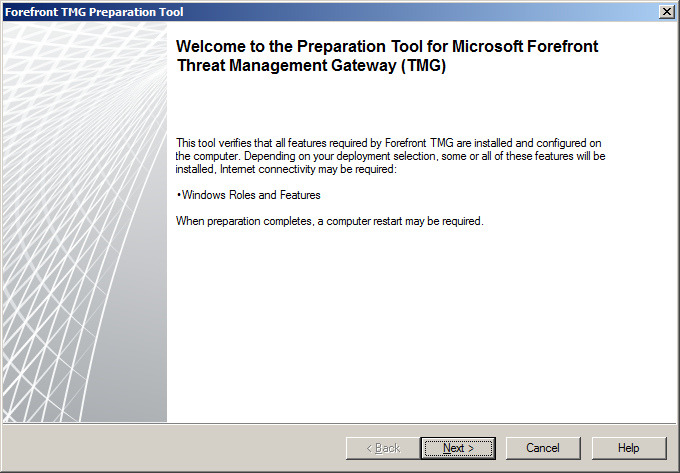 Forefront TMG Preparation Tool
Welcome to the Preparation Tool for Microsoft Forefront
Threat Management Gateway (TMG)
This tool verifies that all features required by Forefront TMG are installed and configured on
the computer. Depending on your deployment selection, some or all of these features will be
installed, Internet connectivity may be required:
•Windows Roles and Features
When preparation completes, a computer restart may be required.
< Back
Next >
Cancel
Help